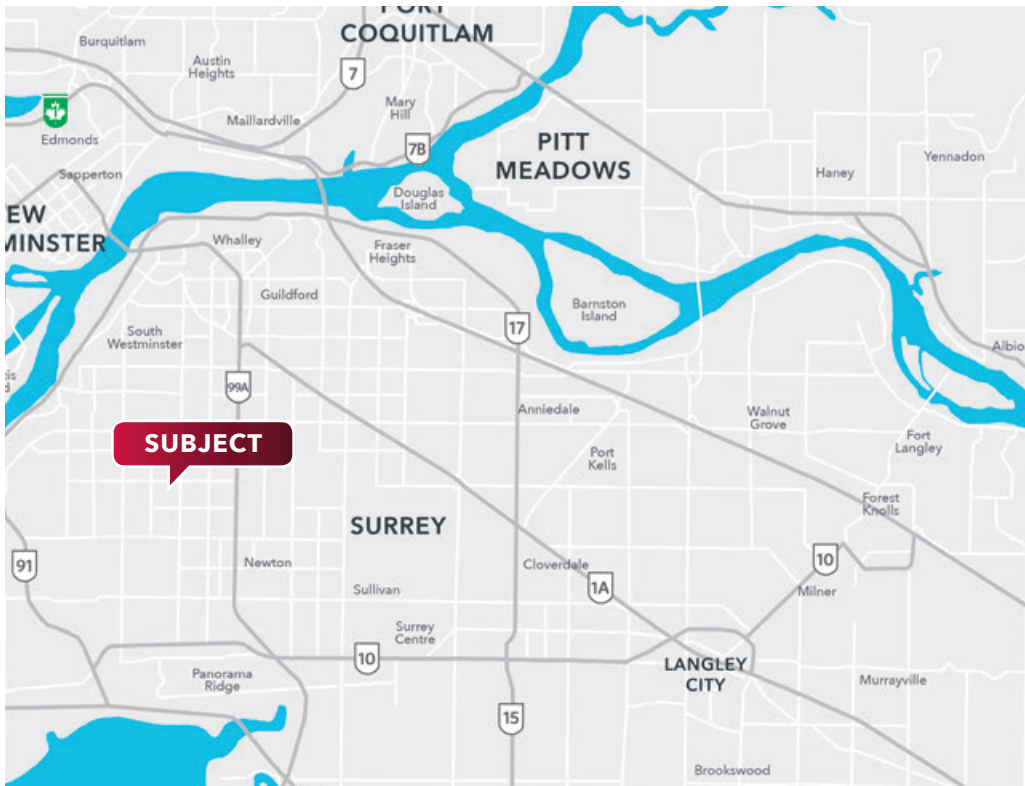 COQUITLAM
Burquitlam
Austin
Heights
7
Mary
Hill
Maillardville
Edmonds
7B
PITT
MEADOWS
Yennadon
Haney
Sapperton
Douglas
Island
EW
MINSTER
Whalley
Fraser
Heights
Guildford
Barnston
Island
17
South
Westminster
Albio
99A
Anniedale
Walnut
Grove
SUBJECT
Port
Kells
Fort
Langley
Forest
Knolls
SURREY
91
Newton
Cloverdale
10
1A
Sullivan
Milner
Surrey
Centre
10
LANGLEY
CITY
Panorama
Ridge
Murrayville
15
Brookswood